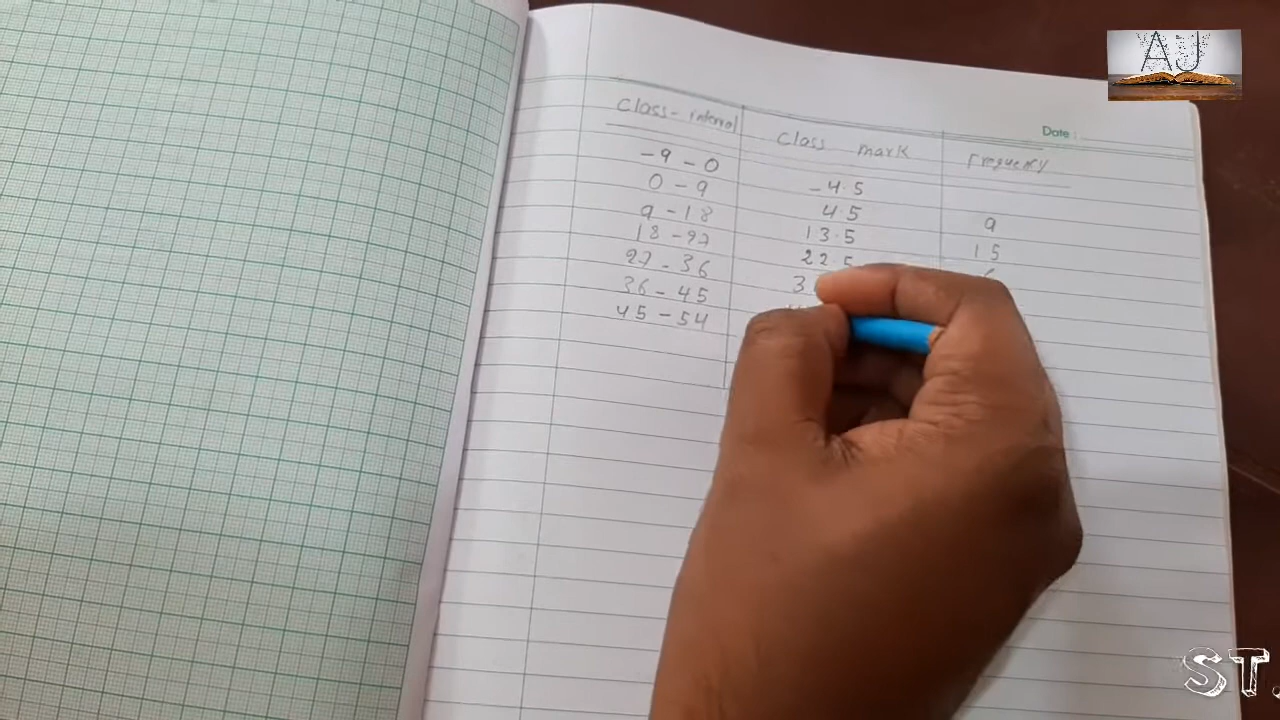 AJ
Date :
Class-interval Class mark Frequency
-9 - 0 -4.5
0 - 9 4.5 9
9 - 18 13.5 15
18 - 27 22.5
27 - 36 3
36 - 45
45 - 54
ST.